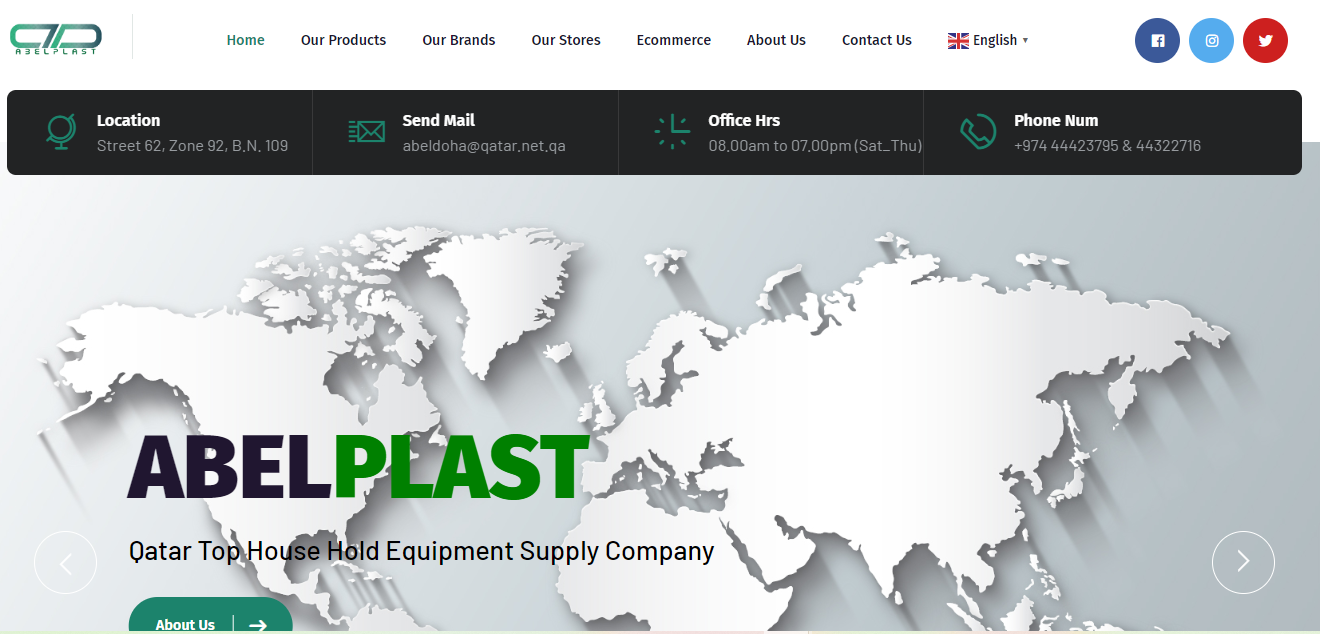 ABELPLAST
Home Our Products Our Brands Our Stores Ecommerce About Us Contact Us English ▼
Location
Street 62, Zone 92, B.N. 109
Send Mail
abeldoha@qatar.net.qa
Office Hrs
08.00am to 07.00pm (Sat_Thu)
Phone Num
+974 44423795 & 44322716
ABELPLAST
Qatar Top House Hold Equipment Supply Company
About Us